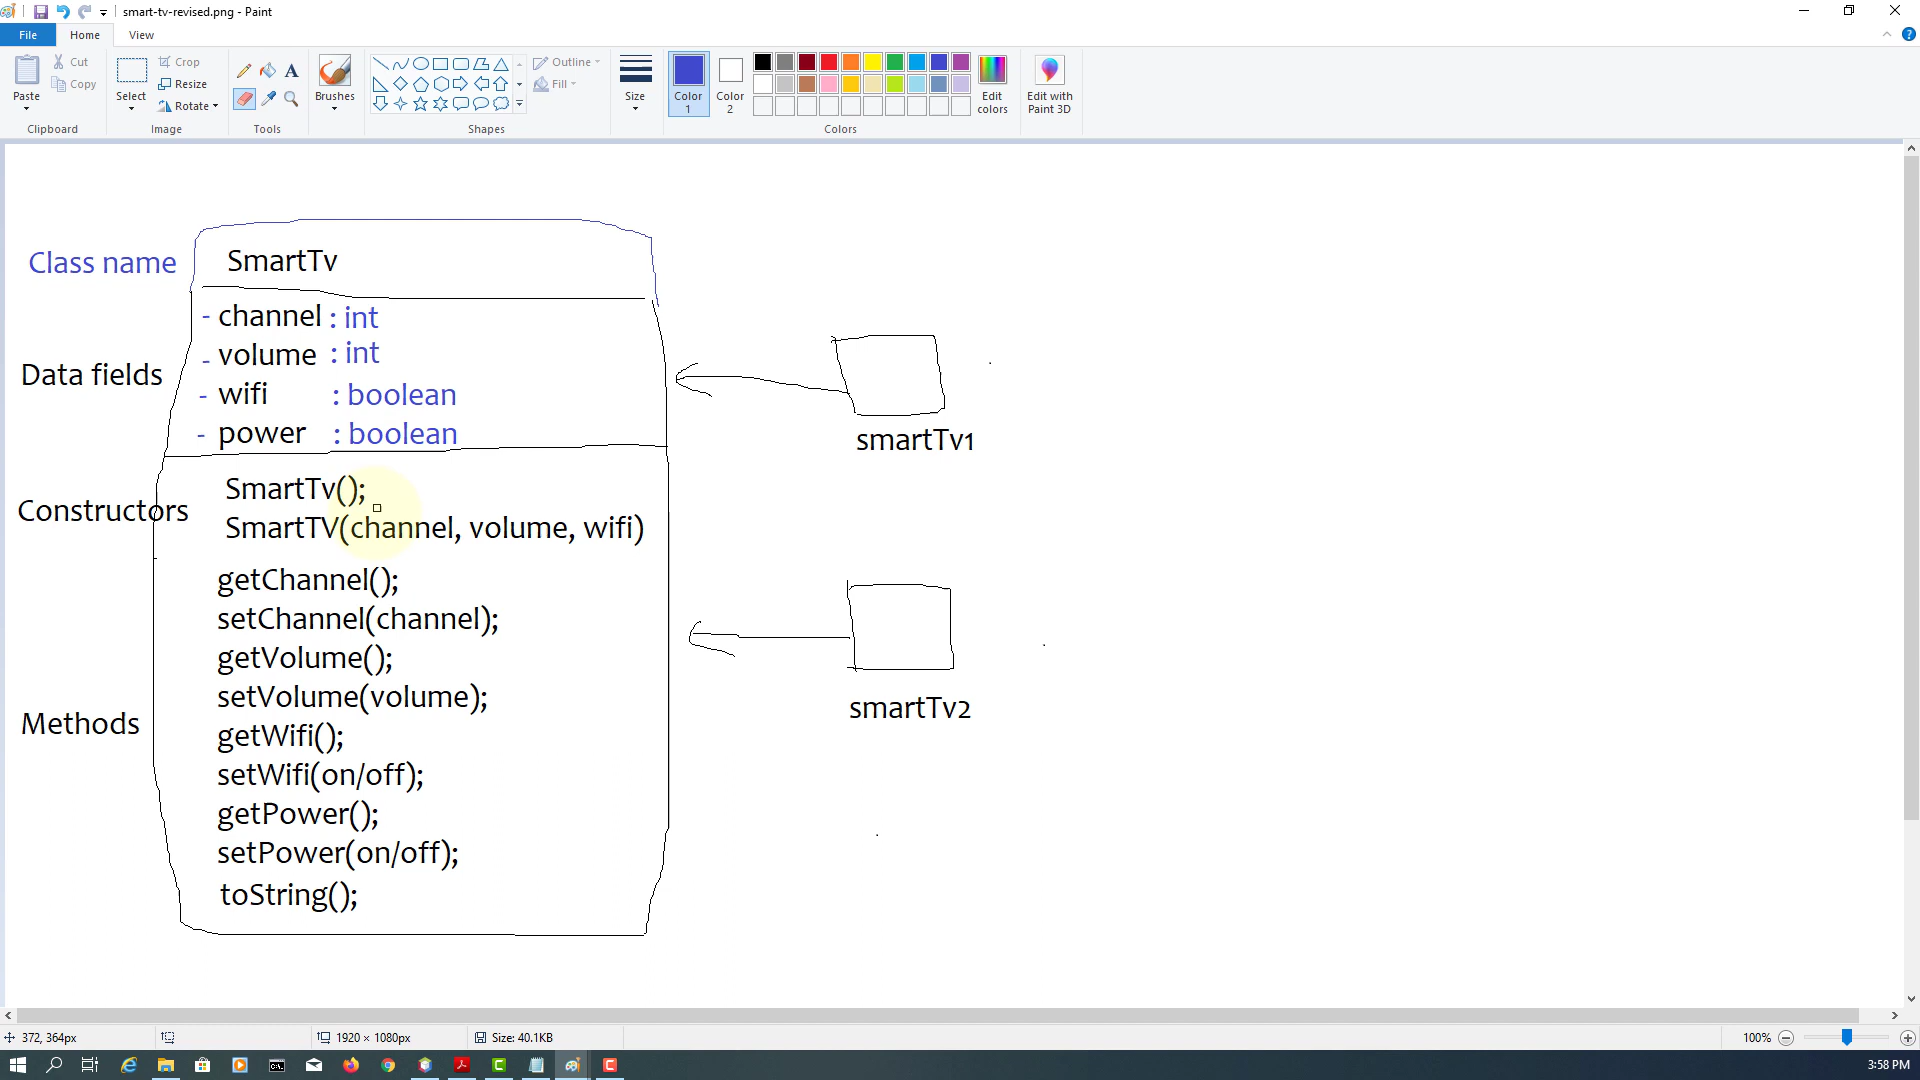 smart-tv-revised.png - Paint
File
Home
View
Paste
Cut
Copy
Clipboard
Select
Crop
Resize
Rotate
Image
Tools
Brushes
Shapes
Outline
Fill
Size
Color
1
Color
2
Colors
Edit
colors
Edit with
Paint 3D
Class name
SmartTv
- channel : int
- volume : int
- wifi : boolean
- power : boolean
Data fields
SmartTv();
Constructors
SmartTV(channel, volume, wifi)
getChannel();
setChannel(channel);
getVolume();
setVolume(volume);
getWifi();
setWifi(on/off);
getPower();
setPower(on/off);
toString();
Methods
smartTv1
smartTv2
372, 364px
1920 × 1080px
Size: 40.1KB
100%
3:58 PM